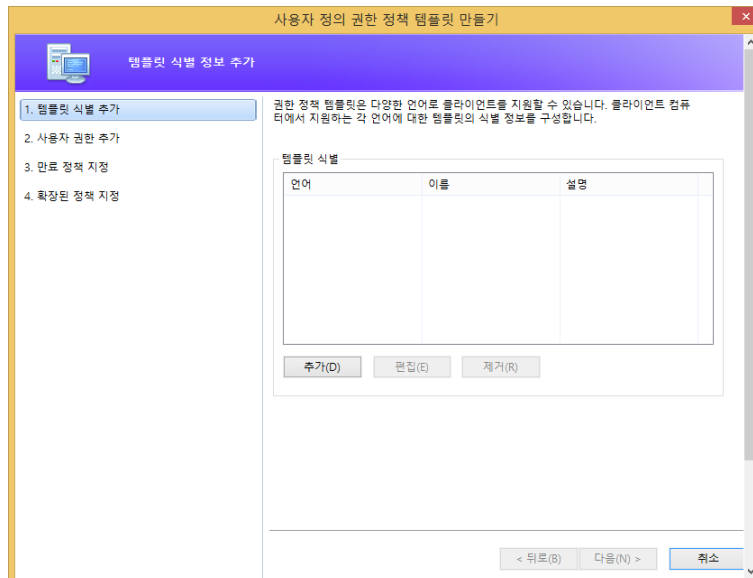 사용자 정의 권한 정책 템플릿 만들기
템플릿 식별 정보 추가
1. 템플릿 식별 추가
2. 사용자 권한 추가
3. 만료 정책 지정
4. 확장된 정책 지정
권한 정책 템플릿은 다양한 언어로 클라이언트를 지원할 수 있습니다. 클라이언트 컴퓨
터에서 지원하는 각 언어에 대한 템플릿의 식별 정보를 구성합니다.
템플릿 식별
언어 이름 설명
추가(D) 편집(E) 제거(R)
< 뒤로(B) 다음(N) > 취소